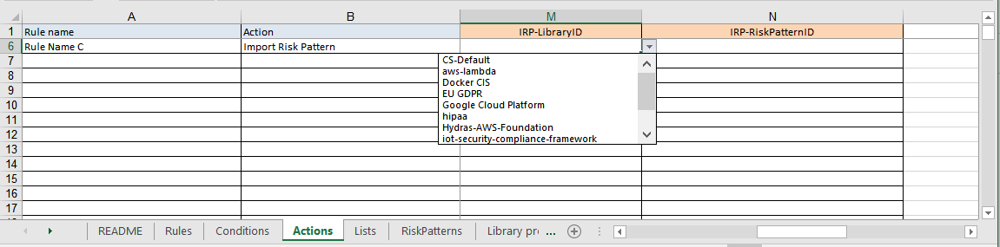 A B M N
1 Rule name Action IRP-LibraryID IRP-RiskPatternID
6 Rule Name C Import Risk Pattern
7 CS-Default
aws-lambda
8 Docker CIS
9 EU GDPR
10 Google Cloud Platform
11 hipaa
12 Hydras-AWS-Foundation
iot-security-compliance-framework
13
14
15
16
17
README Rules Conditions Actions Lists RiskPatterns Library pr ...